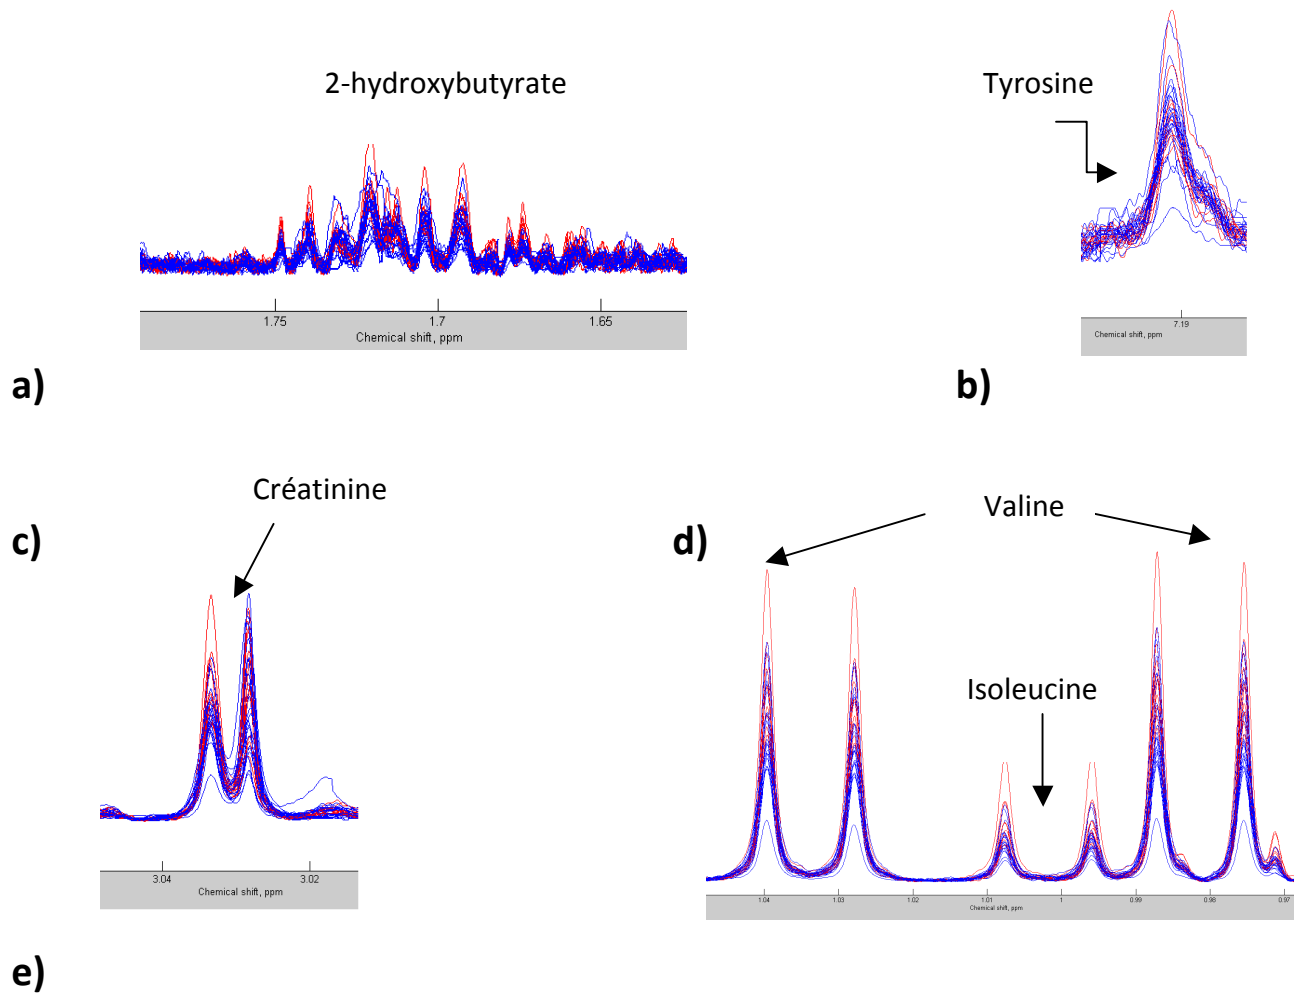 2-hydroxybutyrate
1.75 1.7 1.65
Chemical shift, ppm
a)
Tyrosine
7.19
Chemical shift, ppm
b)
Créatinine
c)
3.04 3.02
Chemical shift, ppm
d)
Valine
Isoleucine
1.04 1.03 1.02 1.01 1 0.99 0.98 0.97
Chemical shift, ppm
e)